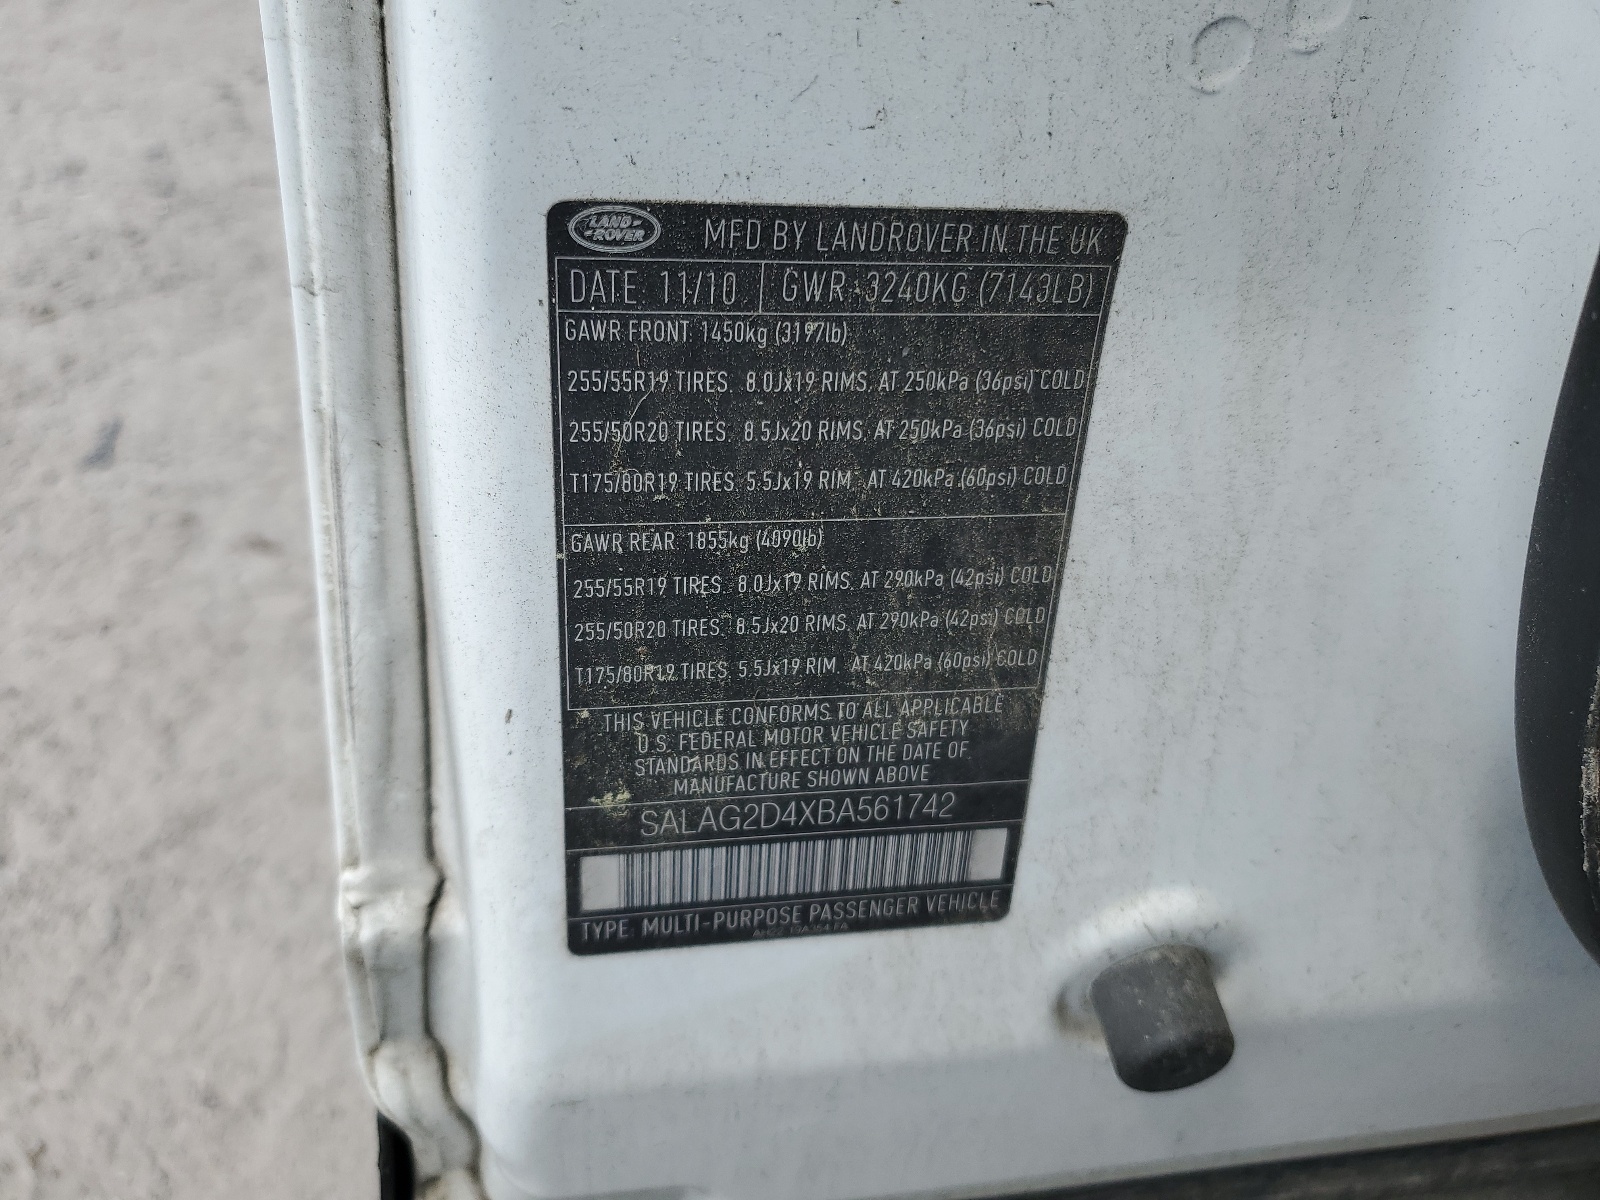 LAND-
-ROVER
MFD BY LANDROVER IN THE UK
DATE: 11/10 GWR: 3240KG (7143LB)
GAWR FRONT: 1450kg (3197lb)
255/55R19 TIRES, 8.0Jx19 RIMS, AT 250kPa (36psi) COLD
255/50R20 TIRES, 8.5Jx20 RIMS, AT 250kPa (36psi) COLD
T175/80R19 TIRES, 5.5Jx19 RIM, AT 420kPa (60psi) COLD
GAWR REAR: 1855kg (4090lb)
255/55R19 TIRES, 8.0Jx19 RIMS, AT 290kPa (42psi) COLD
255/50R20 TIRES, 8.5Jx20 RIMS, AT 290kPa (42psi) COLD
T175/80R19 TIRES, 5.5Jx19 RIM, AT 420kPa (60psi) COLD
THIS VEHICLE CONFORMS TO ALL APPLICABLE
U.S. FEDERAL MOTOR VEHICLE SAFETY
STANDARDS IN EFFECT ON THE DATE OF
MANUFACTURE SHOWN ABOVE
SALAG2D4XBA561742
TYPE: MULTI-PURPOSE PASSENGER VEHICLE